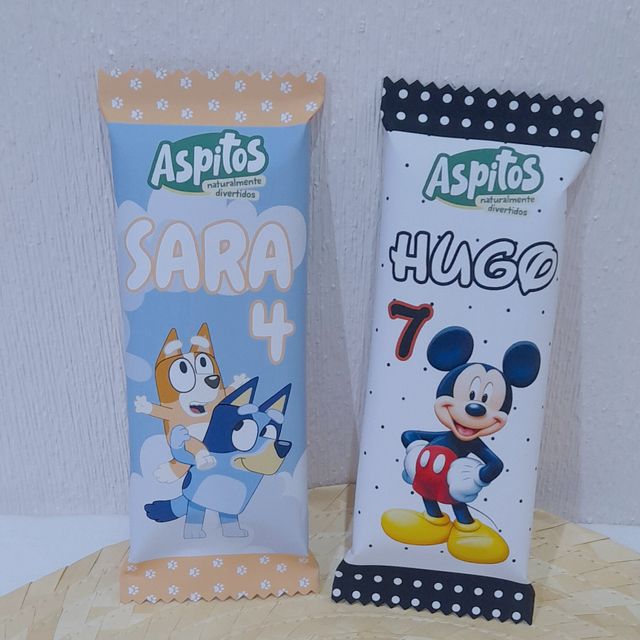 Aspitos
naturalmente
divertidos
SARA
4
Aspitos
naturalmente
divertidos
HUGO
7